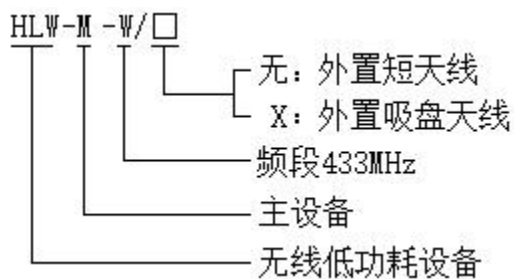 HLW-M-W/□
无：外置短天线
X：外置吸盘天线
频段433MHz
主设备
无线低功耗设备